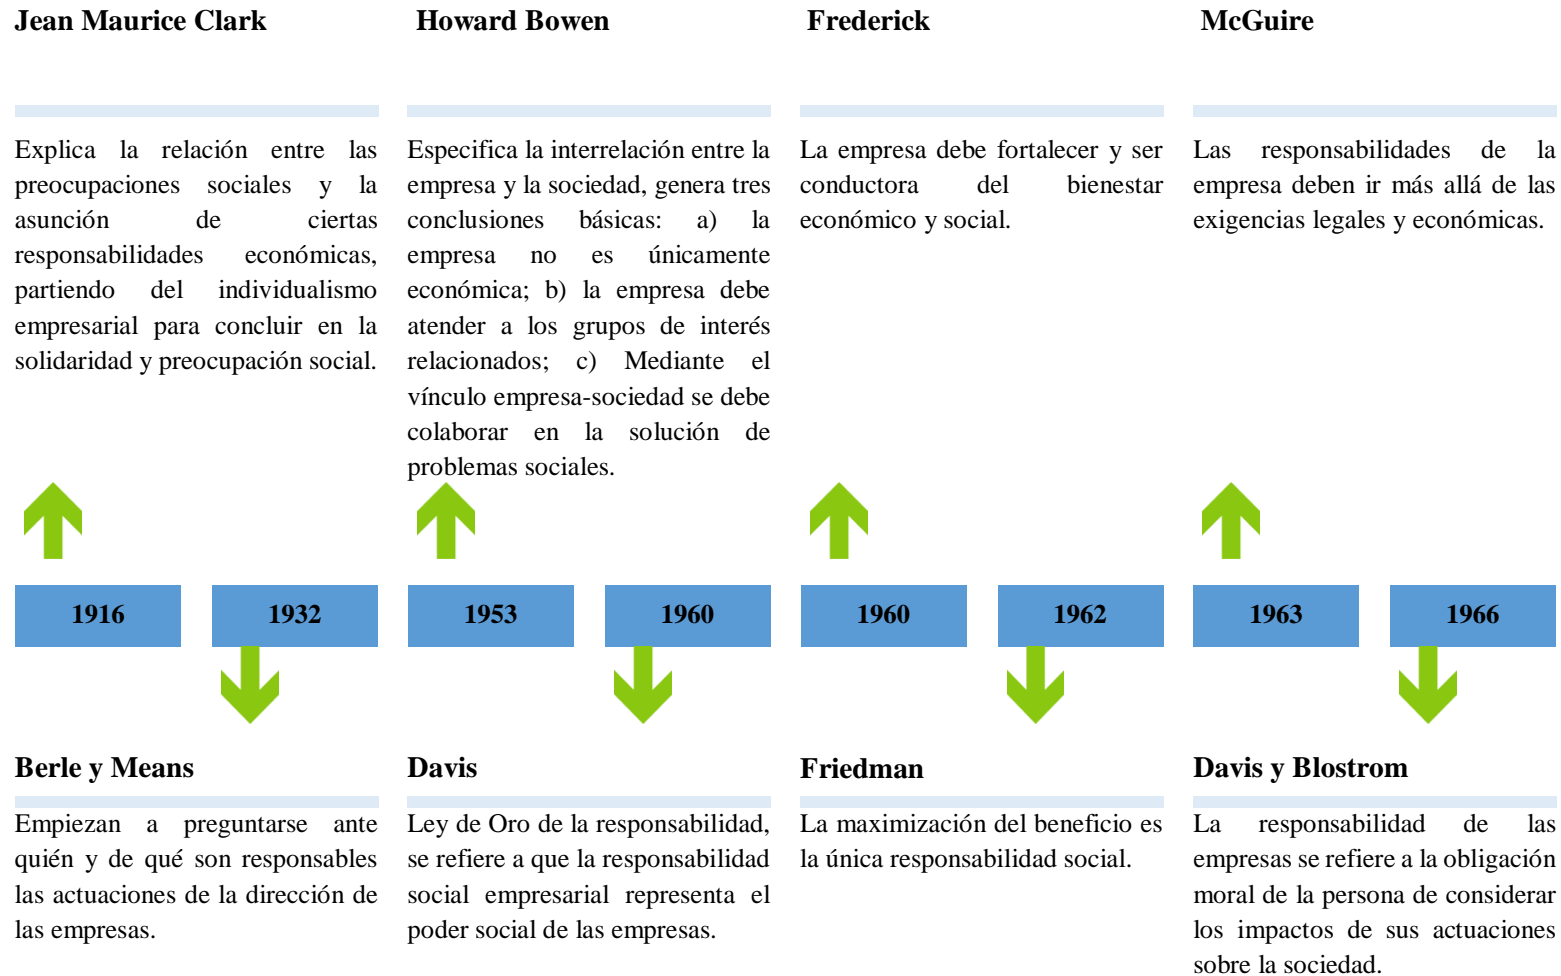 Jean Maurice Clark
Explica la relación entre las
preocupaciones sociales y la
asunción de ciertas
responsabilidades económicas,
partiendo del individualismo
empresarial para concluir en la
solidaridad y preocupación social.
Howard Bowen
Especifica la interrelación entre la
empresa y la sociedad, genera tres
conclusiones básicas: a) la
empresa no es únicamente
económica; b) la empresa debe
atender a los grupos de interés
relacionados; c) Mediante el
vínculo empresa-sociedad se debe
colaborar en la solución de
problemas sociales.
Frederick
La empresa debe fortalecer y ser
conductora del bienestar
económico y social.
McGuire
Las responsabilidades de la
empresa deben ir más allá de las
exigencias legales y económicas.
1916
1932
1953
1960
1960
1962
1963
1966
Berle y Means
Empiezan a preguntarse ante
quién y de qué son responsables
las actuaciones de la dirección de
las empresas.
Davis
Ley de Oro de la responsabilidad,
se refiere a que la responsabilidad
social empresarial representa el
poder social de las empresas.
Friedman
La maximización del beneficio es
la única responsabilidad social.
Davis y Blostrom
La responsabilidad de las
empresas se refiere a la obligación
moral de la persona de considerar
los impactos de sus actuaciones
sobre la sociedad.